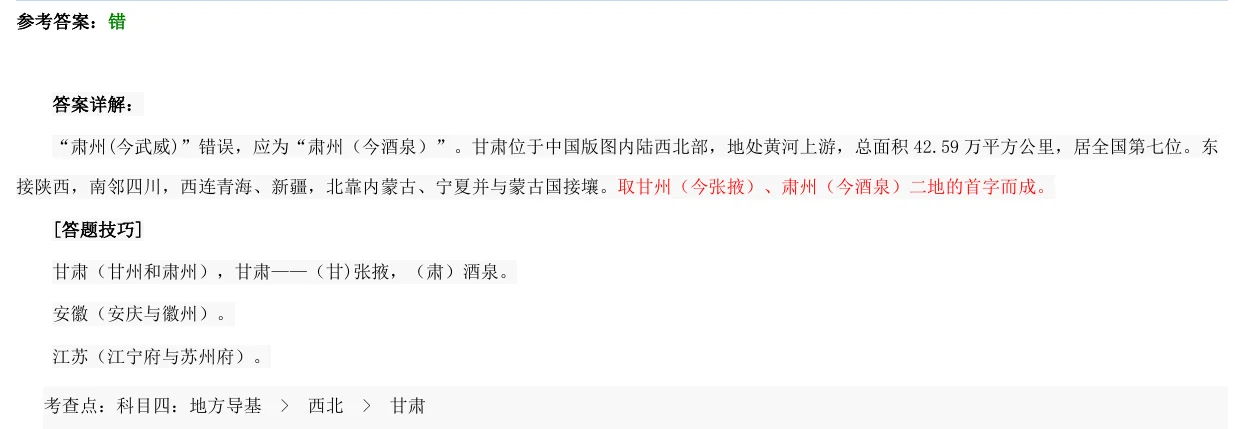 参考答案：错
答案详解：
“肃州(今武威)”错误，应为“肃州（今酒泉）”。甘肃位于中国版图内陆西北部，地处黄河上游，总面积 42.59 万平方公里，居全国第七位。东
接陕西，南邻四川，西连青海、新疆，北靠内蒙古、宁夏并与蒙古国接壤。取甘州（今张掖）、肃州（今酒泉）二地的首字而成。
[答题技巧]
甘肃（甘州和肃州），甘肃——（甘)张掖，（肃）酒泉。
安徽（安庆与徽州）。
江苏（江宁府与苏州府）。
考查点：科目四：地方导基 > 西北 > 甘肃